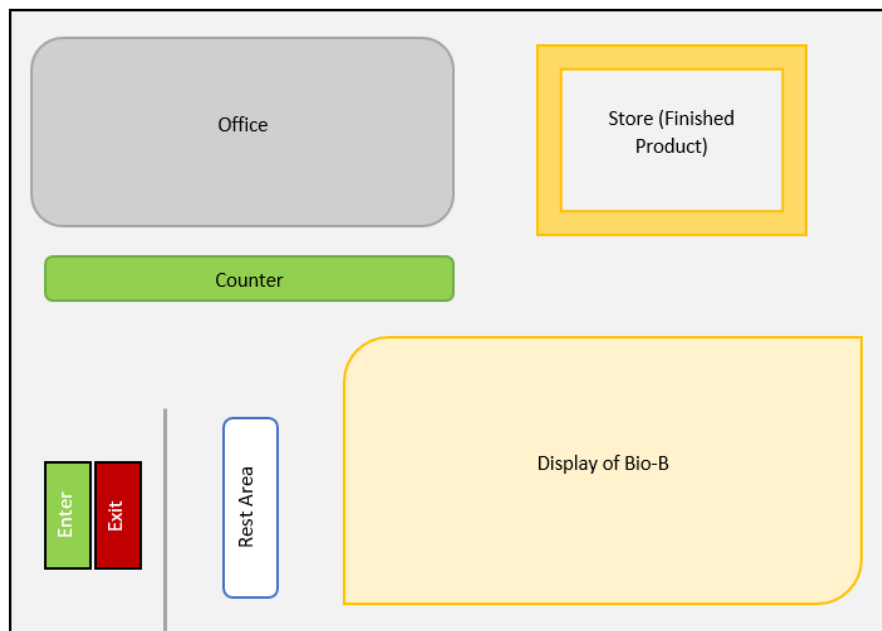 Office
Store (Finished
Product)
Counter
Display of Bio-B
Enter
Exit
Rest Area